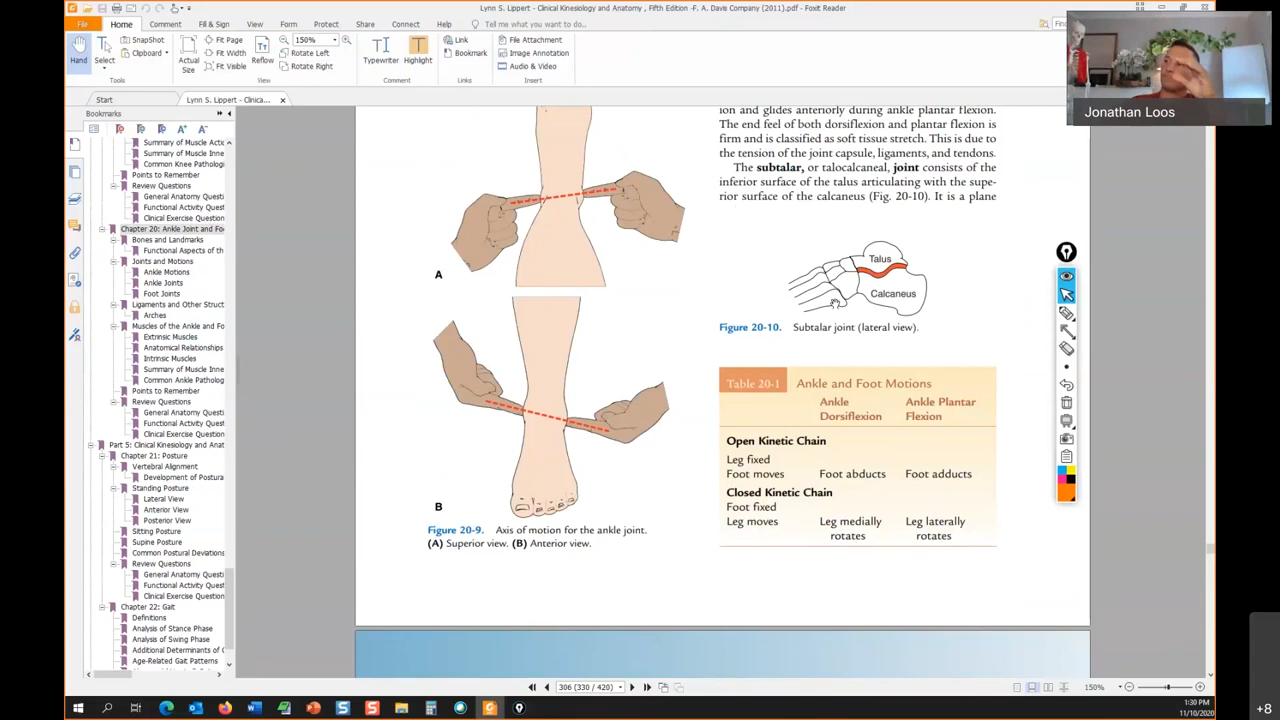 Lynn S. Lippert - Clinical Kinesiology and Anatomy , Fifth Edition -F. A. Davis Company (2011).pdf - Foxit Reader
File Home Comment Fill & Sign View Form Protect Share Connect Help Tell me what you want to do...
Hand
Select
SnapShot
Clipboard
Tools
Actual Size
Fit Page
Fit Width
Fit Visible
Reflow
150%
Rotate Left
Rotate Right
View
Typewriter
Highlight
Comment
Link
Bookmark
Links
File Attachment
Image Annotation
Audio & Video
Insert
Jonathan Loos
Start
Lynn S. Lippert - Clinica...
Bookmarks
Summary of Muscle Acti
Summary of Muscle Inne
Common Knee Pathologi
Points to Remember
Review Questions
General Anatomy Quest
Functional Activity Quest
Clinical Exercise Question
Chapter 20: Ankle Joint and Foo
Bones and Landmarks
Functional Aspects of th
Joints and Motions
Ankle Motions
Ankle Joints
Foot Joints
Ligaments and Other Struct
Arches
Muscles of the Ankle and Fo
Extrinsic Muscles
Anatomical Relationships
Intrinsic Muscles
Summary of Muscle Inne
Common Ankle Patholog
Points to Remember
Review Questions
General Anatomy Quest
Functional Activity Quest
Clinical Exercise Question
Part 5: Clinical Kinesiology and Anat
Chapter 21: Posture
Vertebral Alignment
Development of Postura
Standing Posture
Lateral View
Anterior View
Posterior View
Sitting Posture
Supine Posture
Common Postural Deviations
Review Questions
General Anatomy Questi
Functional Activity Quest
Clinical Exercise Question
Chapter 22: Gait
Definitions
Analysis of Stance Phase
Analysis of Swing Phase
Additional Determinants of G
Age-Related Gait Patterns
A
B
Figure 20-9. Axis of motion for the ankle joint.
(A) Superior view. (B) Anterior view.
ion and glides anteriorly during ankle plantar flexion.
The end feel of both dorsiflexion and plantar flexion is
firm and is classified as soft tissue stretch. This is due to
the tension of the joint capsule, ligaments, and tendons.
The subtalar, or talocalcaneal, joint consists of the
inferior surface of the talus articulating with the supe-
rior surface of the calcaneus (Fig. 20-10). It is a plane
Talus
Calcaneus
Figure 20-10. Subtalar joint (lateral view).
Table 20-1 Ankle and Foot Motions
Ankle Ankle Plantar
Dorsiflexion Flexion
Open Kinetic Chain
Leg fixed
Foot moves Foot abducts Foot adducts
Closed Kinetic Chain
Foot fixed
Leg moves Leg medially Leg laterally
rotates rotates
306 (330 / 420)
150%
1:30 PM
11/10/2020
+8